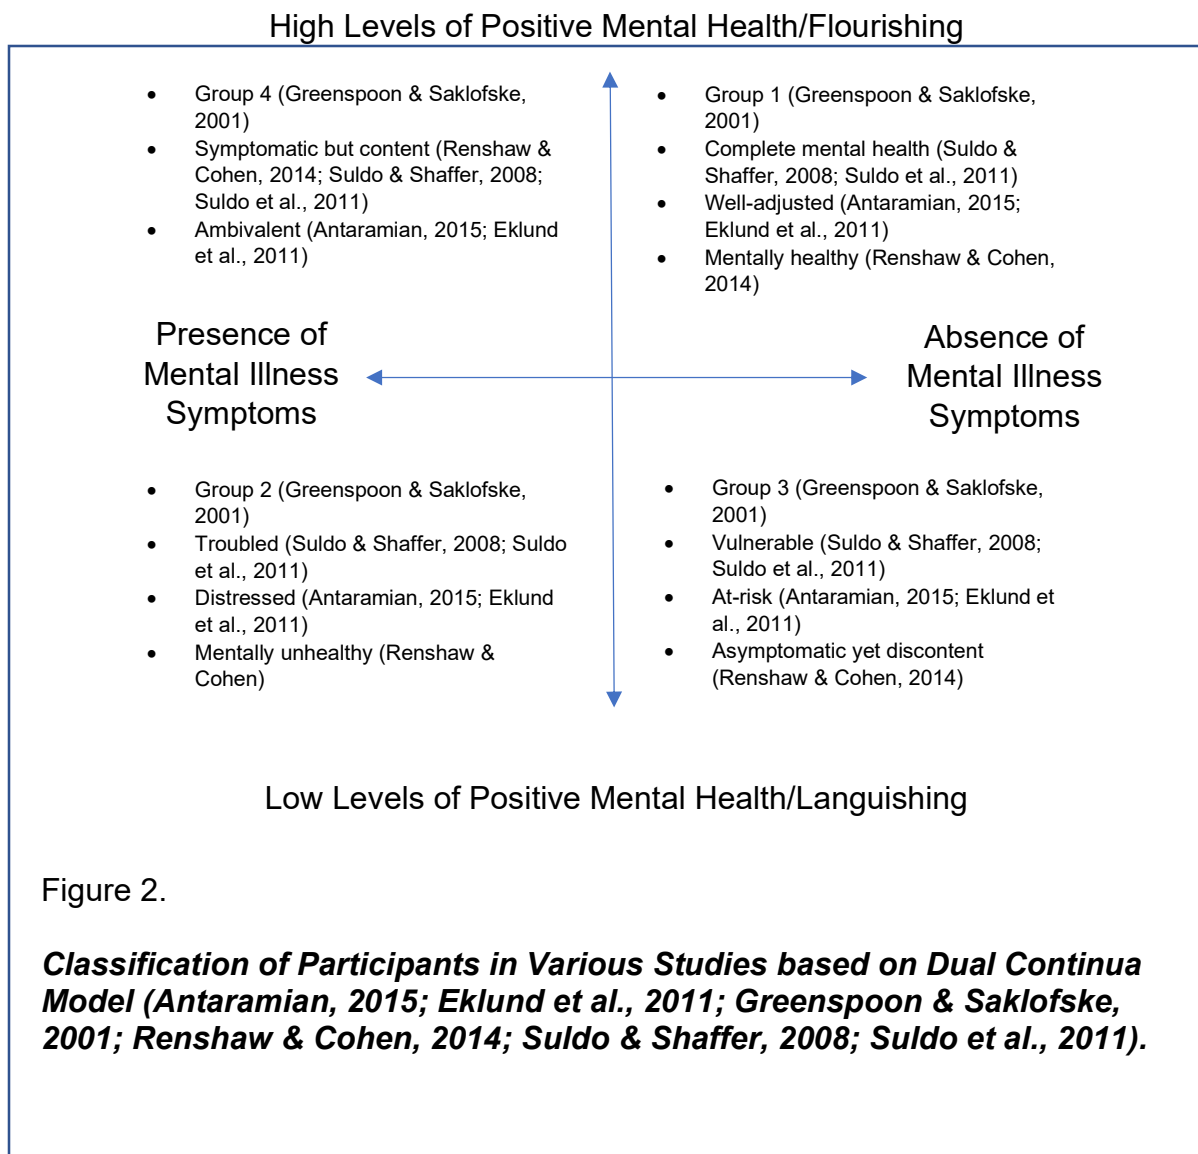 High Levels of Positive Mental Health/Flourishing
• Group 4 (Greenspoon & Saklofske,
2001)
• Symptomatic but content (Renshaw &
Cohen, 2014; Suldo & Shaffer, 2008;
Suldo et al., 2011)
• Ambivalent (Antaramian, 2015; Eklund
et al., 2011)
• Group 1 (Greenspoon & Saklofske,
2001)
• Complete mental health (Suldo &
Shaffer, 2008; Suldo et al., 2011)
• Well-adjusted (Antaramian, 2015;
Eklund et al., 2011)
• Mentally healthy (Renshaw & Cohen,
2014)
Presence of
Mental Illness
Symptoms
Absence of
Mental Illness
Symptoms
• Group 2 (Greenspoon & Saklofske,
2001)
• Troubled (Suldo & Shaffer, 2008; Suldo
et al., 2011)
• Distressed (Antaramian, 2015; Eklund
et al., 2011)
• Mentally unhealthy (Renshaw &
Cohen)
• Group 3 (Greenspoon & Saklofske,
2001)
• Vulnerable (Suldo & Shaffer, 2008;
Suldo et al., 2011)
• At-risk (Antaramian, 2015; Eklund et
al., 2011)
• Asymptomatic yet discontent
(Renshaw & Cohen, 2014)
Low Levels of Positive Mental Health/Languishing
Figure 2.
Classification of Participants in Various Studies based on Dual Continua
Model (Antaramian, 2015; Eklund et al., 2011; Greenspoon & Saklofske,
2001; Renshaw & Cohen, 2014; Suldo & Shaffer, 2008; Suldo et al., 2011).